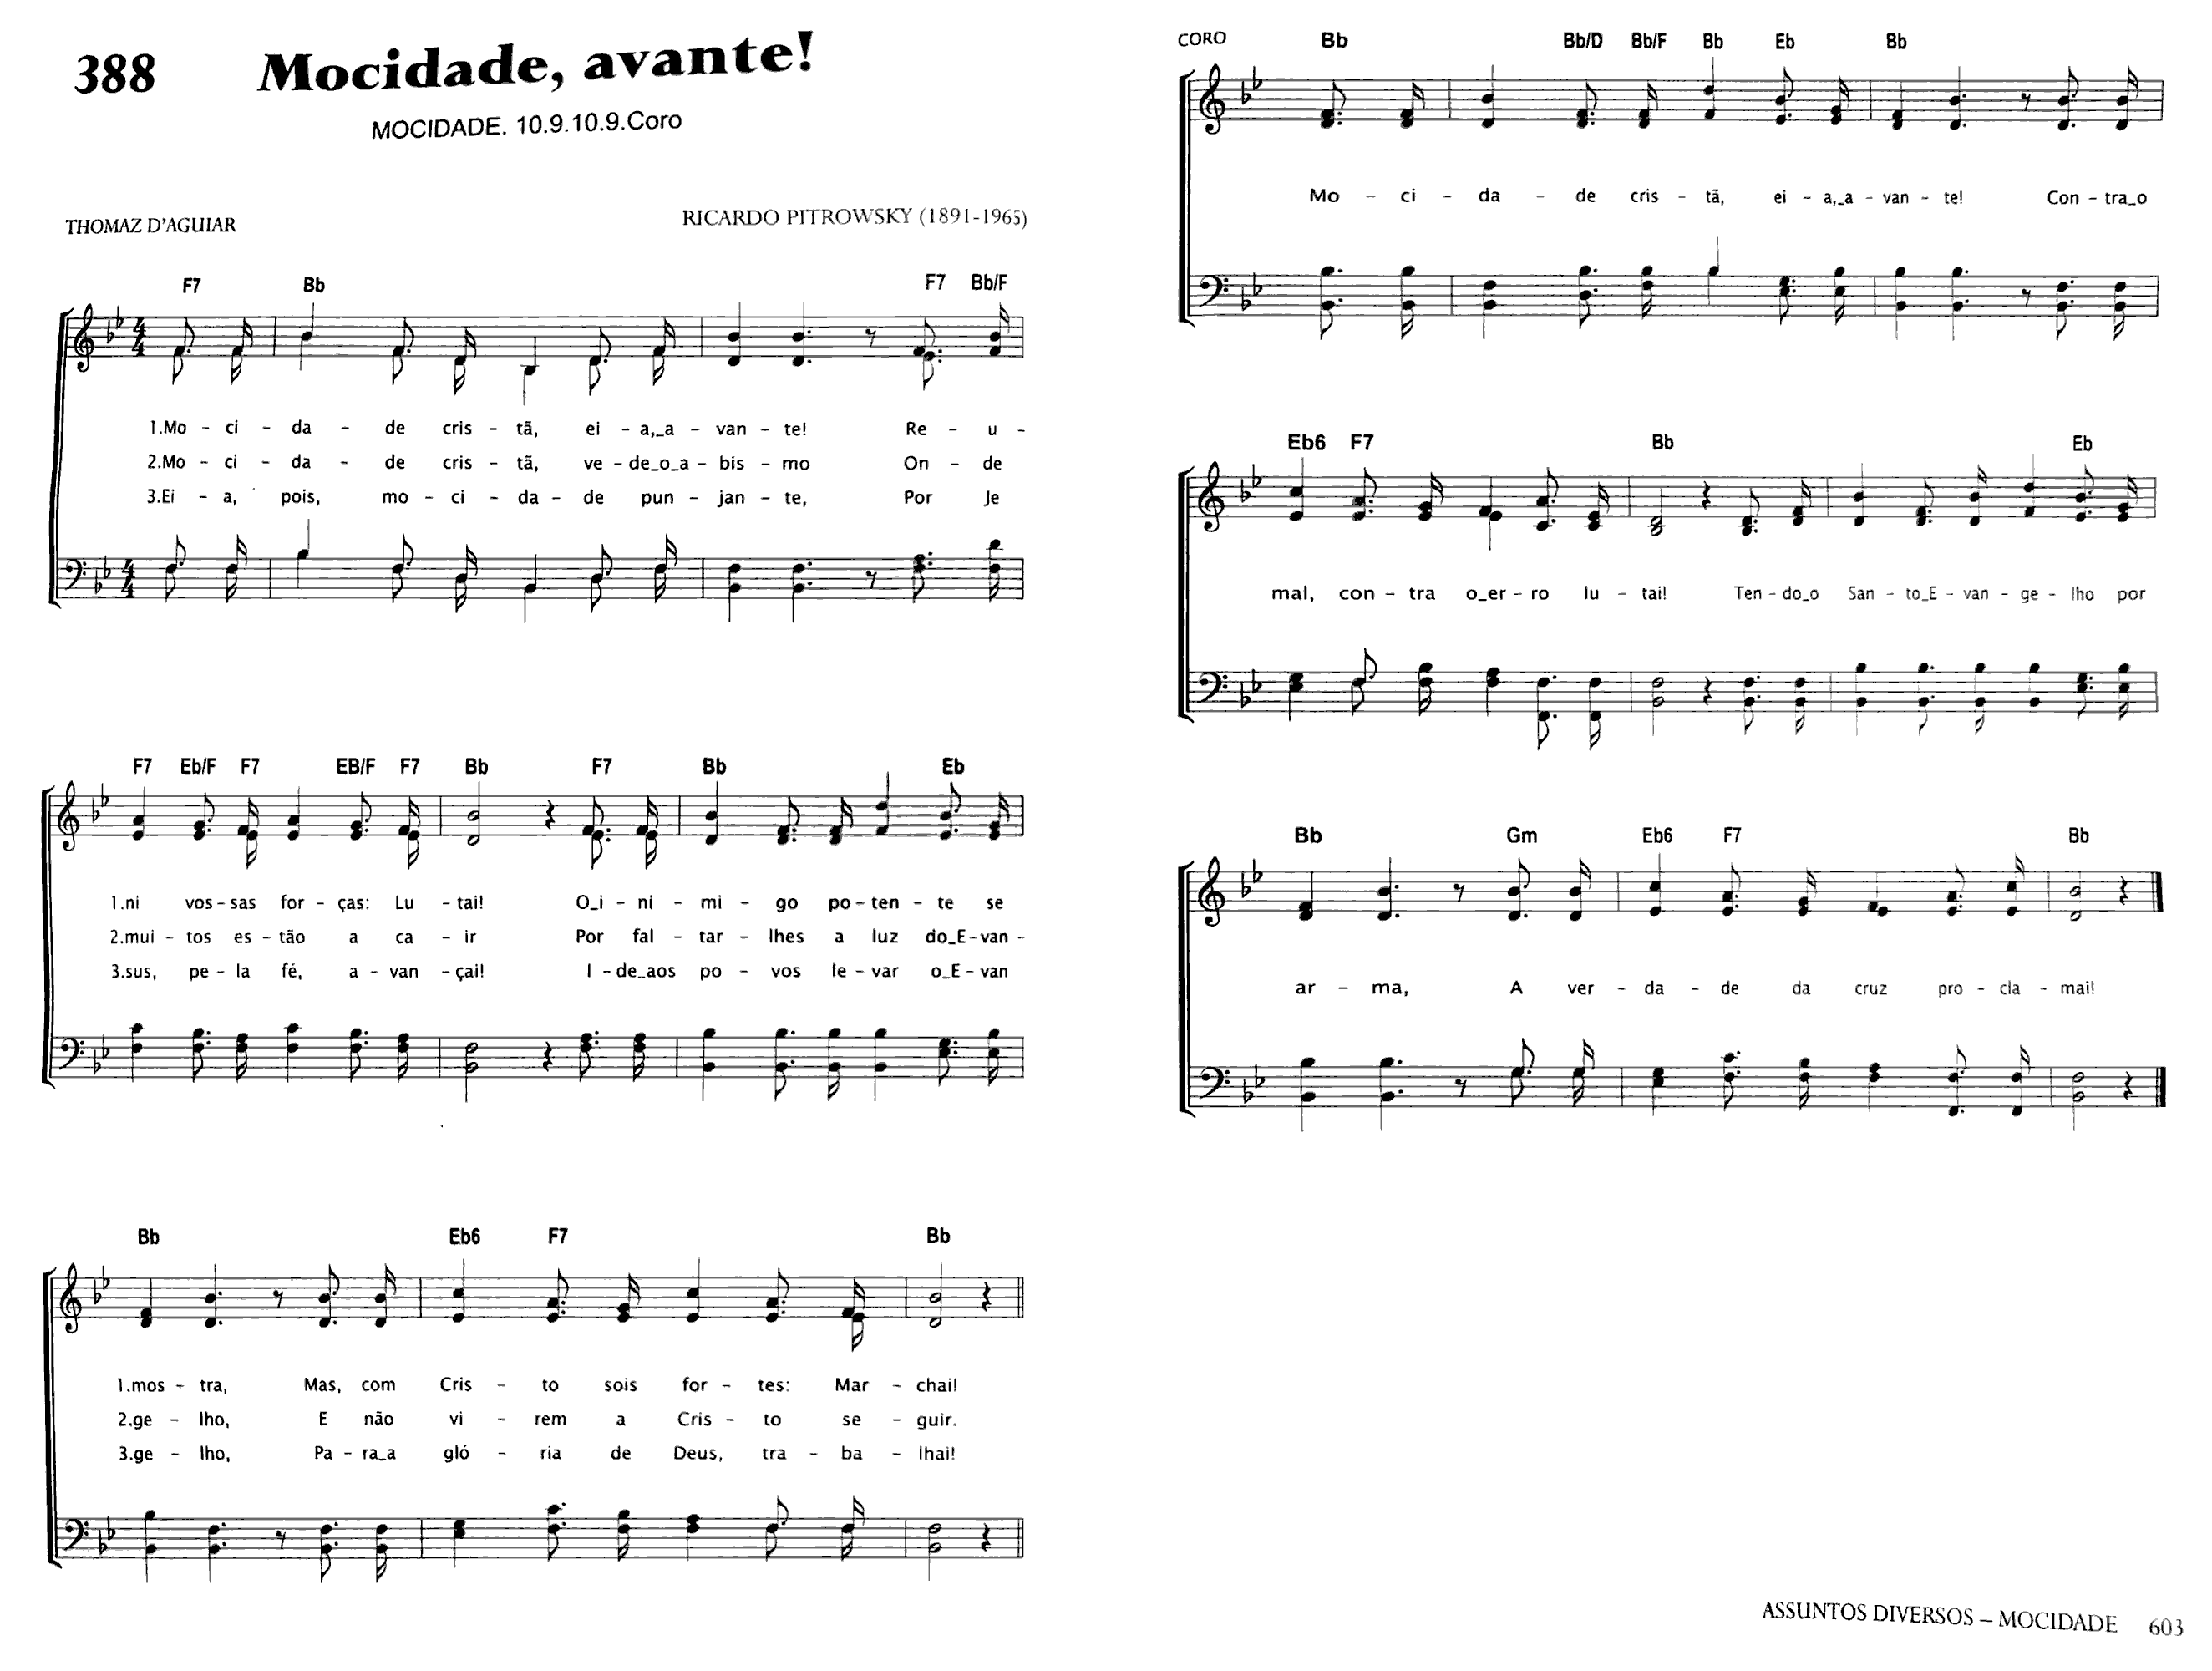 388 Mocidade, avante!
MOCIDADE. 10.9.10.9.Coro
THOMAZ D'AGUIAR
RICARDO PITROWSKY (1891-1965)
F7 Bb F7 Bb/F
4 4
1.Mo - ci - da - de cris - tã, ei - a,_a - van - te! Re - u -
2.Mo - ci - da - de cris - tã, ve - de_o_a - bis - mo On - de
3.Ei - a, pois, mo - ci - da - de pun - jan - te, Por Je
4 4
F7 Eb/F F7 EB/F F7 Bb F7 Bb Eb
1.ni vos - sas for - ças: Lu - tai! O_i - ni - mi - go po - ten - te se
2.mui - tos es - tão a ca - ir Por fal - tar - lhes a luz do_E - van -
3.sus, pe - la fé, a - van - çai! I - de_aos po - vos le - var o_E - van
Bb Eb6 F7 Bb
1.mos - tra, Mas, com Cris - to sois for - tes: Mar - chai!
2.ge - lho, E não vi - rem a Cris - to se - guir.
3.ge - lho, Pa - ra_a gló - ria de Deus, tra - ba - lhai!
CORO Bb Bb/D Bb/F Bb Eb Bb
Mo - ci - da - de cris - tã, ei - a,_a - van - te! Con - tra_o
Eb6 F7 Bb Eb
mal, con - tra o_er - ro lu - tai! Ten - do_o San - to_E - van - ge - lho por
Bb Gm Eb6 F7 Bb
ar - ma, A ver - da - de da cruz pro - cla - mai!
ASSUNTOS DIVERSOS – MOCIDADE 603